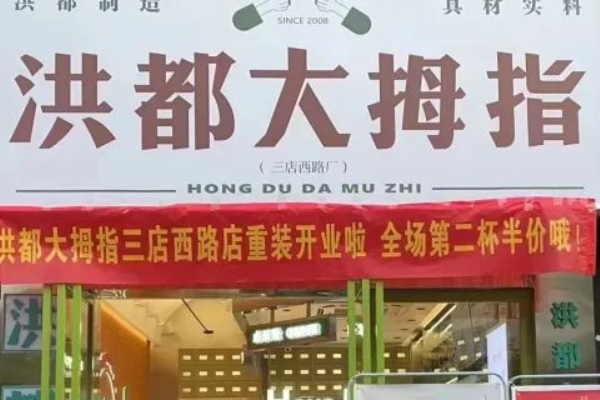 洪都制造
SINCE 2008
真材实料
洪都大拇指
（三店西路厂）
HONG DU DA MU ZHI
洪都大拇指三店西路店重装开业啦 全场第二杯半价哦！
洪
洪
都